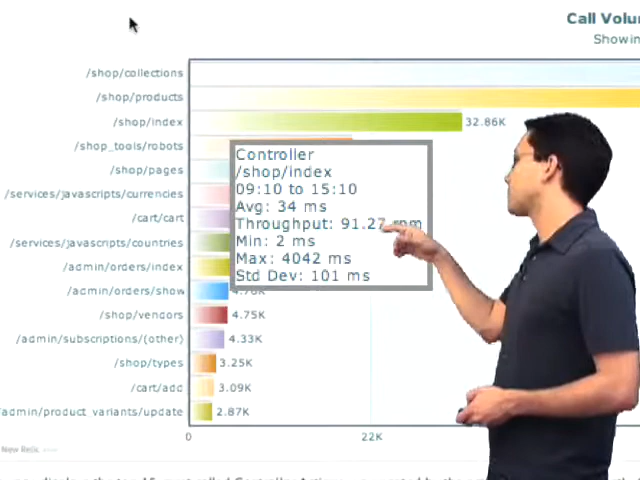 Call Volu
Showin
/shop/collections
/shop/products
/shop/index 32.86K
/shop_tools/robots
/shop/pages
/services/javascripts/currencies
/cart/cart
/services/javascripts/countries
/admin/orders/index
/admin/orders/show 4.78K
/shop/vendors 4.75K
/admin/subscriptions/(other) 4.33K
/shop/types 3.25K
/cart/add 3.09K
/admin/product_variants/update 2.87K
Controller
/shop/index
09:10 to 15:10
Avg: 34 ms
Throughput: 91.27 rpm
Min: 2 ms
Max: 4042 ms
Std Dev: 101 ms
0 22K
New Relic